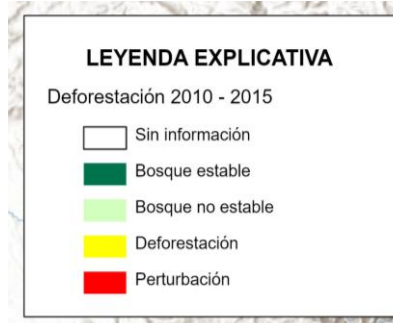 LEYENDA EXPLICATIVA
Deforestación 2010 - 2015
Sin información
Bosque estable
Bosque no estable
Deforestación
Perturbación